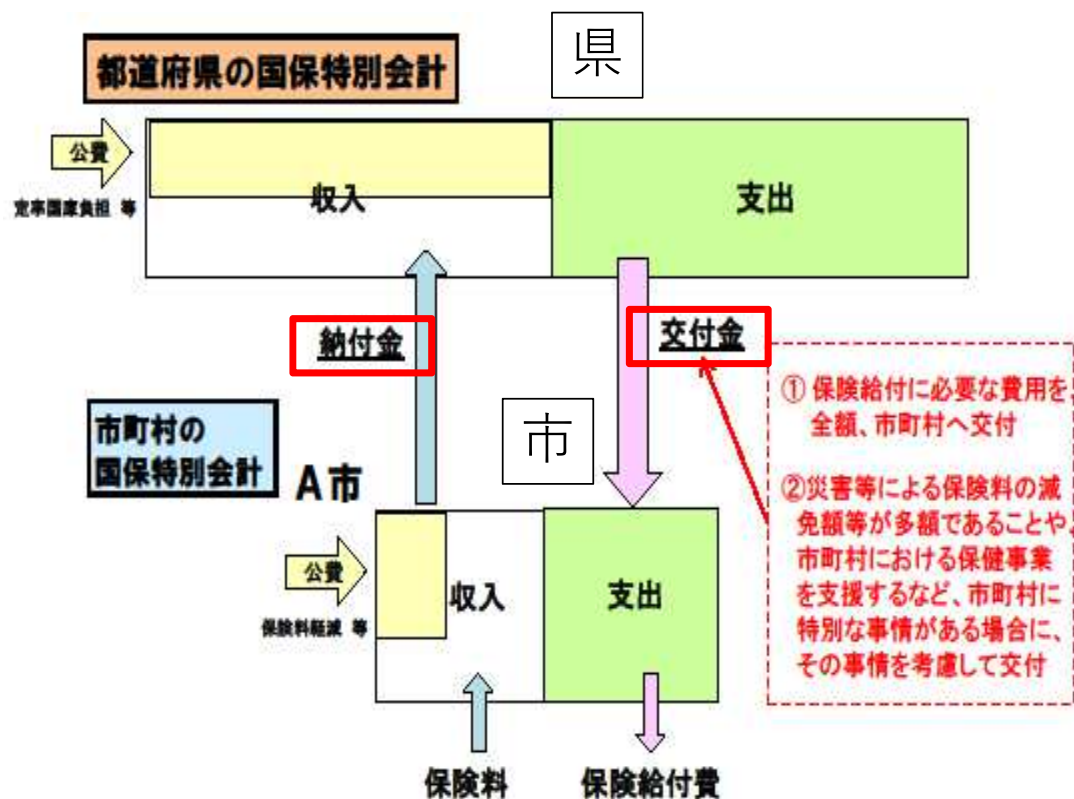 県
都道府県の国保特別会計
公費
定率国庫負担 等
収入
支出
納付金
交付金
① 保険給付に必要な費用を、
全額、市町村へ交付
②災害等による保険料の減
免額等が多額であることや、
市町村における保健事業
を支援するなど、市町村に
特別な事情がある場合に、
その事情を考慮して交付
市町村の
国保特別会計
A市
市
公費
保険料軽減 等
収入
支出
保険料
保険給付費